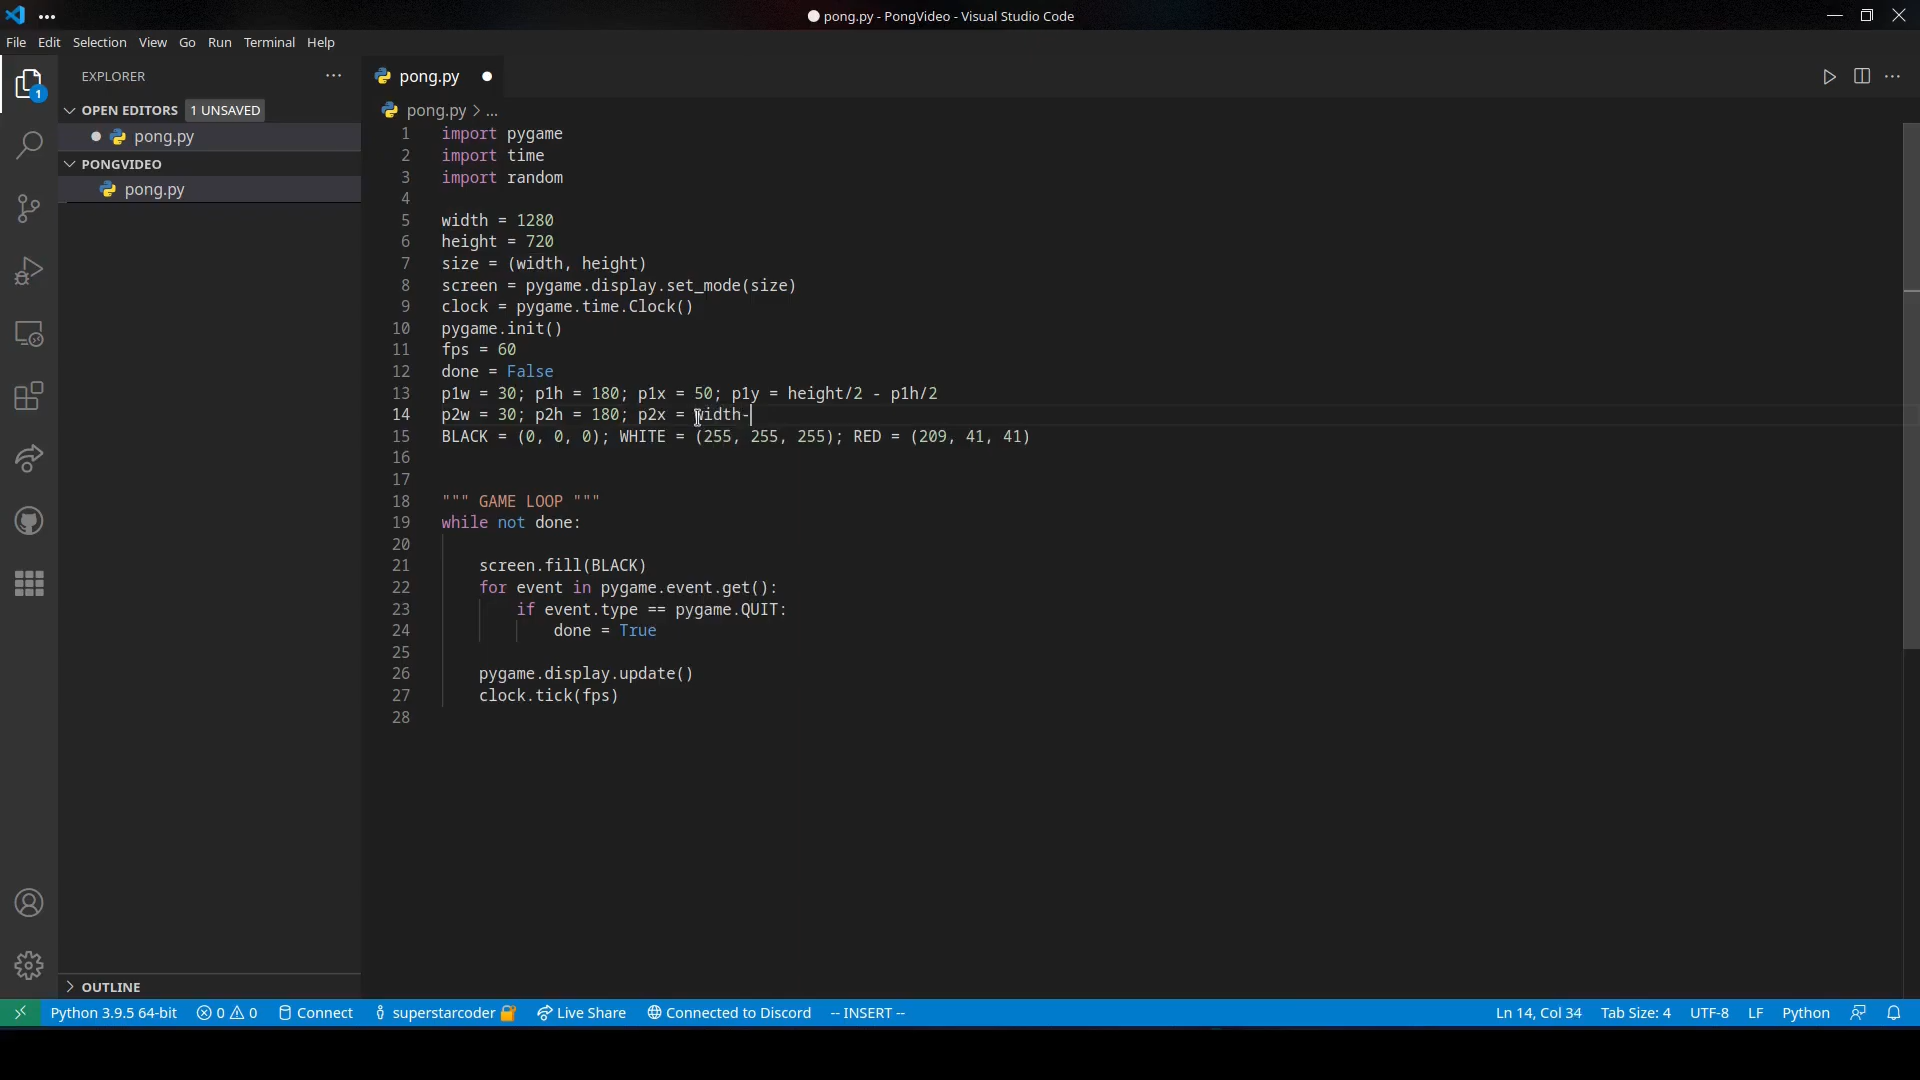 pong.py - PongVideo - Visual Studio Code
File Edit Selection View Go Run Terminal Help
EXPLORER
pong.py
OPEN EDITORS 1 UNSAVED
pong.py > ...
pong.py
PONGVIDEO
pong.py
1
1 import pygame
2 import time
3 import random
4
5 width = 1280
6 height = 720
7 size = (width, height)
8 screen = pygame.display.set_mode(size)
9 clock = pygame.time.Clock()
10 pygame.init()
11 fps = 60
12 done = False
13 p1w = 30; p1h = 180; p1x = 50; p1y = height/2 - p1h/2
14 p2w = 30; p2h = 180; p2x = width-
15 BLACK = (0, 0, 0); WHITE = (255, 255, 255); RED = (209, 41, 41)
16
17
18 """ GAME LOOP """
19 while not done:
20
21 screen.fill(BLACK)
22 for event in pygame.event.get():
23 if event.type == pygame.QUIT:
24 done = True
25
26 pygame.display.update()
27 clock.tick(fps)
28
OUTLINE
Python 3.9.5 64-bit 0 0 Connect superstarcoder 🔐 Live Share Connected to Discord -- INSERT -- Ln 14, Col 34 Tab Size: 4 UTF-8 LF Python